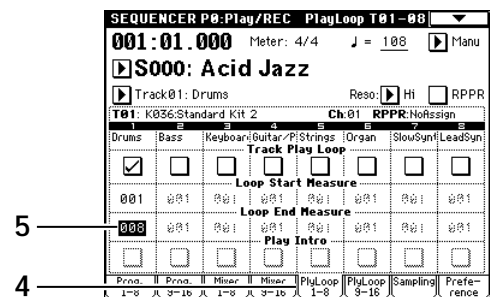 SEQUENCER P0:Play/REC PlayLoop T01-08
001:01.000 Meter: 4/4 ♩ = 108 Manu
S000: Acid Jazz
Track01: Drums Reso: Hi RPPR
T01: K036:Standard Kit 2 Ch:01 RPPR:NoAssign
1 2 3 4 5 6 7 8
Drums Bass Keyboar Guitar/P Strings Organ SlowSynt LeadSyn
Track Play Loop
Loop Start Measure
001 001 001 001 001 001 001 001
Loop End Measure
5 008 001 001 001 001 001 001 001
Play Intro
4 Prog. 1-8 Prog. 9-16 Mixer 1-8 Mixer 9-16 PlyLoop 1-8 PlyLoop 9-16 Sampling Prefe-rence